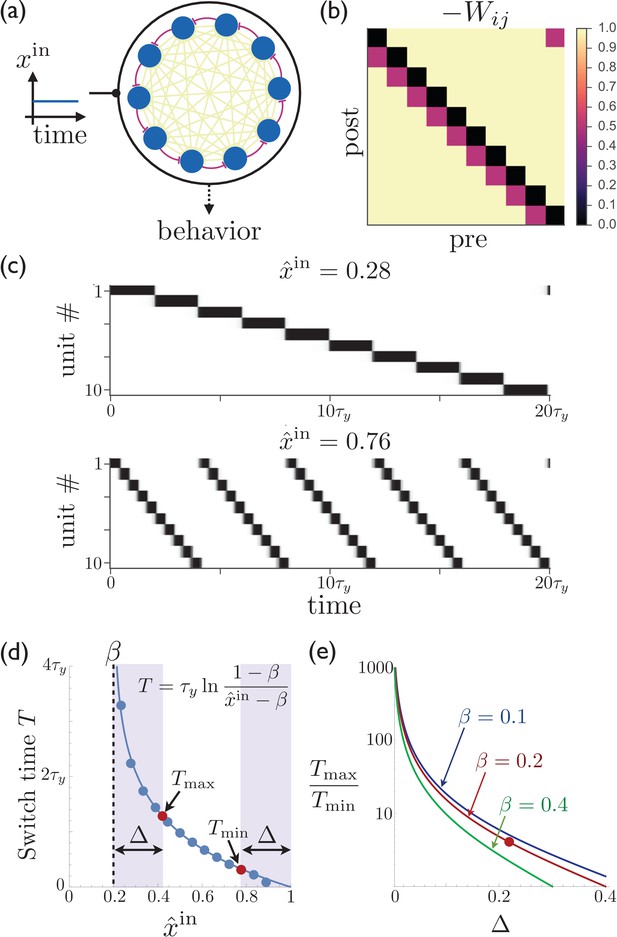 (a)
x^in
time
behavior
(b)
−W_ij
post
pre
1.0
0.9
0.8
0.7
0.6
0.5
0.4
0.3
0.2
0.1
0.0
(c)
x̂^in = 0.28
unit #
1
10
0
10τ_y
20τ_y
x̂^in = 0.76
unit #
1
10
0
10τ_y
20τ_y
time
(d)
β
T = τ_y ln (1 − β)/(x̂^in − β)
Switch time T
4τ_y
2τ_y
0
T_max
T_min
Δ
Δ
0
0.2
0.4
0.6
0.8
1
x̂^in
(e)
T_max/T_min
1000
100
10
β = 0.1
β = 0.2
β = 0.4
0
0.2
0.4
Δ